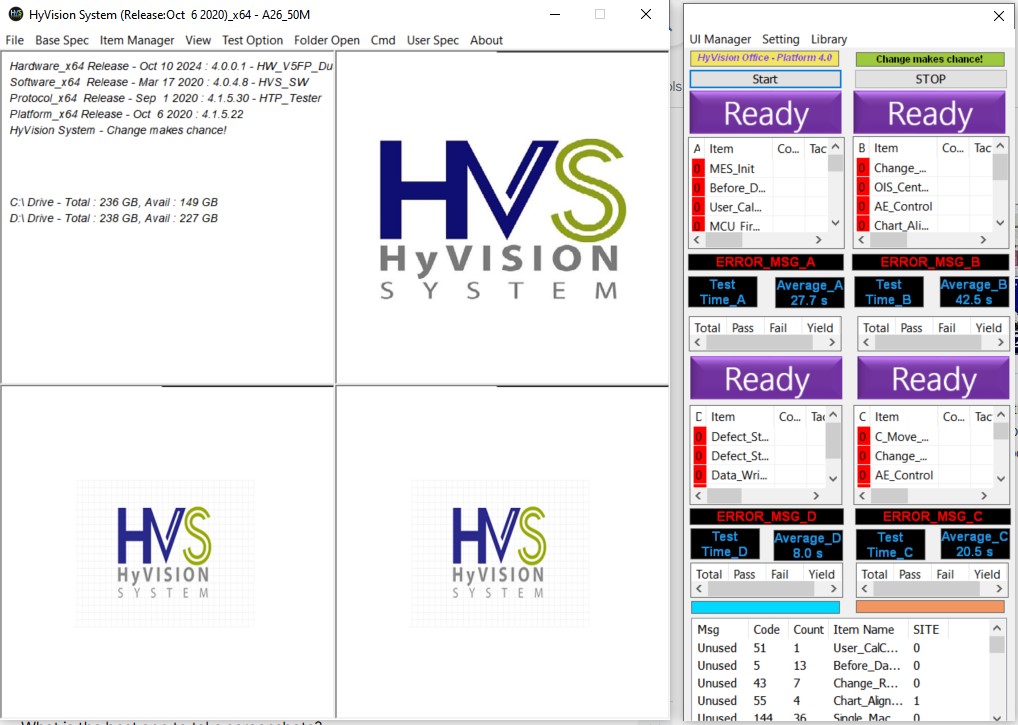 HyVision System (Release:Oct 6 2020)_x64 - A26_50M
File Base Spec Item Manager View Test Option Folder Open Cmd User Spec About
Hardware_x64 Release - Oct 10 2024 : 4.0.0.1 - HW_V5FP_Du
Software_x64 Release - Mar 17 2020 : 4.0.4.8 - HVS_SW
Protocol_x64 Release - Sep 1 2020 : 4.1.5.30 - HTP_Tester
Platform_x64 Release - Oct 6 2020 : 4.1.5.22
HyVision System - Change makes chance!
C:\ Drive - Total : 236 GB, Avail : 149 GB
D:\ Drive - Total : 238 GB, Avail : 227 GB
HVS
HyVISION
SYSTEM
HVS
HyVISION
SYSTEM
HVS
HyVISION
SYSTEM
UI Manager Setting Library
HyVision Office - Platform 4.0 Change makes chance!
Start STOP
Ready Ready
A Item Co... Tac
0 MES_Init
0 Before_D...
0 User_Cal...
0 MCU_Fir...
B Item Co... Tac
0 Change_...
0 OIS_Cent...
0 AE_Control
0 Chart_Ali...
ERROR_MSG_A ERROR_MSG_B
Test Time_A
Average_A 27.7 s
Test Time_B
Average_B 42.5 s
Total Pass Fail Yield Total Pass Fail Yield
Ready Ready
D Item Co... Tac
0 Defect_St...
0 Defect_St...
0 Data_Wri...
C Item Co... Tac
0 C_Move_...
0 Change_...
0 AE_Control
ERROR_MSG_D ERROR_MSG_C
Test Time_D
Average_D 8.0 s
Test Time_C
Average_C 20.5 s
Total Pass Fail Yield Total Pass Fail Yield
Msg Code Count Item Name SITE
Unused 51 1 User_CalC... 0
Unused 5 13 Before_Da... 0
Unused 43 7 Change_R... 0
Unused 55 4 Chart_Align... 1
Unused 144 36 Single_Mac... 0